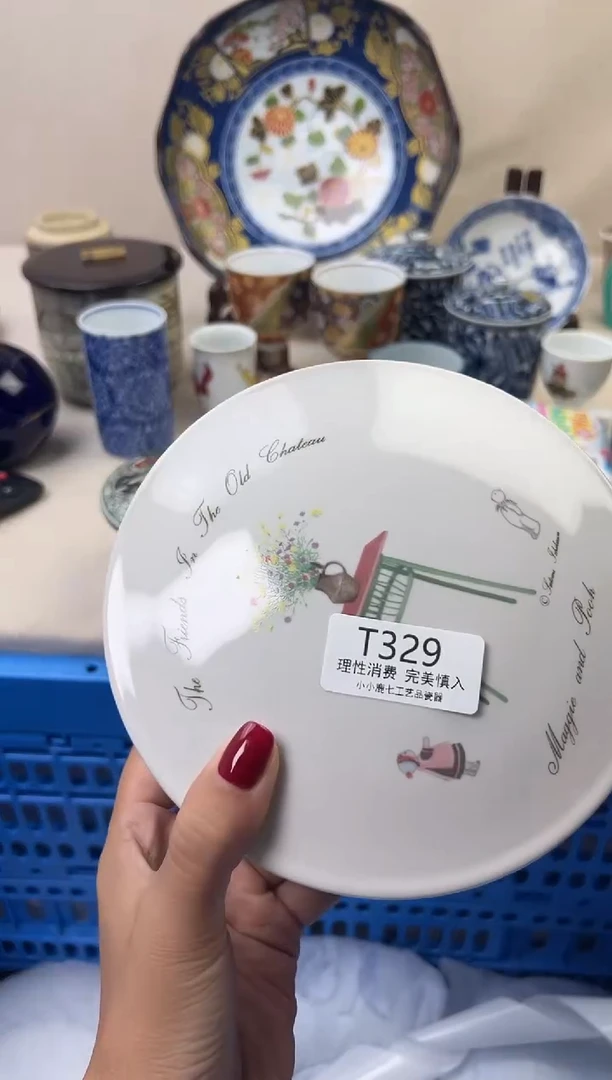 The Friends In The Old Chateau
T329
理性消费 完美慎入
小小鹿七工艺品瓷器
Maggie and Pooh